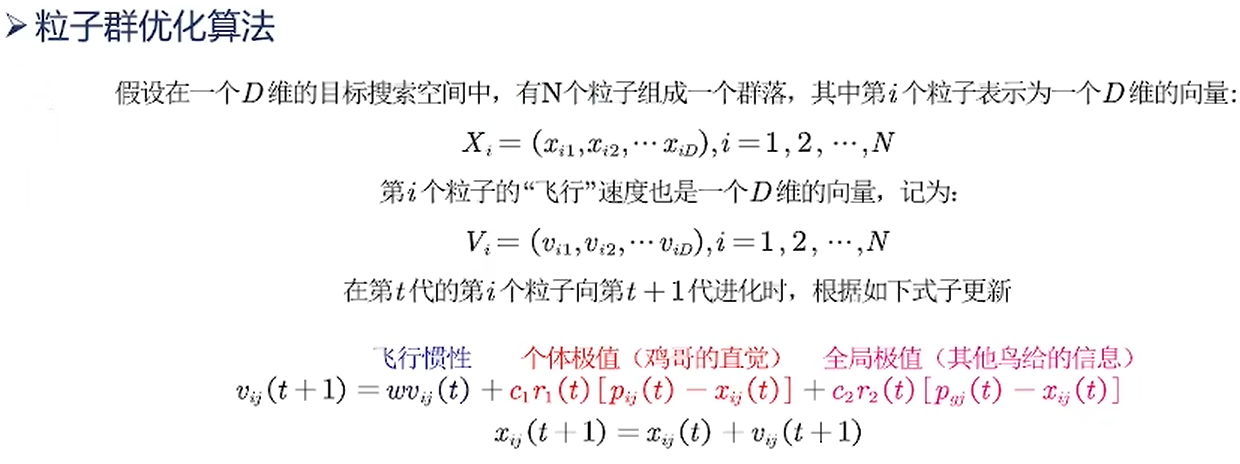 ➢粒子群优化算法
假设在一个D维的目标搜索空间中，有N个粒子组成一个群落，其中第i个粒子表示为一个D维的向量：
X_i = (x_{i1}, x_{i2}, ⋯ x_{iD}), i = 1, 2, ⋯, N
第i个粒子的“飞行”速度也是一个D维的向量，记为：
V_i = (v_{i1}, v_{i2}, ⋯ v_{iD}), i = 1, 2, ⋯, N
在第t代的第i个粒子向第t+1代进化时，根据如下式子更新
飞行惯性 个体极值（鸡哥的直觉） 全局极值（其他鸟给的信息）
v_{ij}(t+1) = wv_{ij}(t) + c_1r_1(t)[p_{ij}(t) − x_{ij}(t)] + c_2r_2(t)[p_{gj}(t) − x_{ij}(t)]
x_{ij}(t+1) = x_{ij}(t) + v_{ij}(t+1)